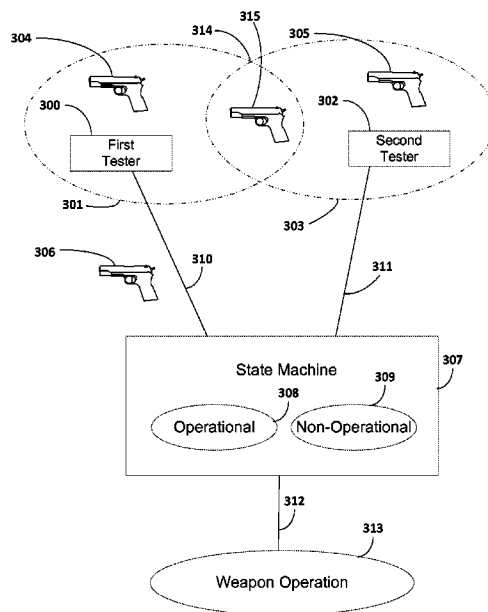 304
314
315
305
300
302
First
Tester
Second
Tester
301
303
306
310
311
State Machine
307
308
309
Operational
Non-Operational
312
313
Weapon Operation